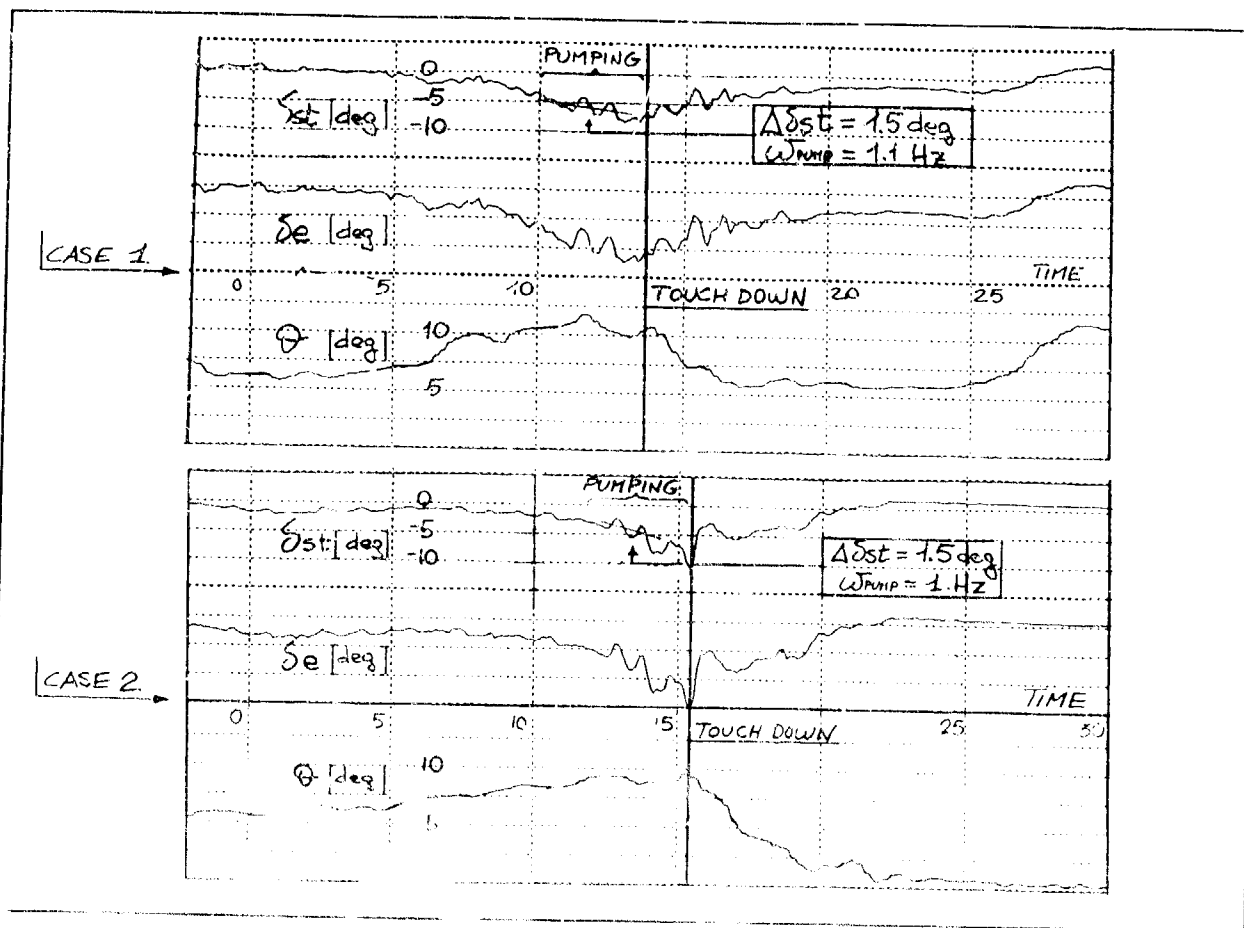 PUMPING
0
-5
δst [deg]
-10
Δδst = 1.5 deg
ωPUMP = 1.1 Hz
δe [deg]
CASE 1.
TIME
0 5 10 TOUCH DOWN 20 25
θ [deg]
10
5
PUMPING
0
-5
δst [deg]
-10
Δδst = 1.5 deg
ωPUMP = 1. Hz
δe [deg]
CASE 2.
TIME
0 5 10 15 TOUCH DOWN 25 30
10
θ [deg]